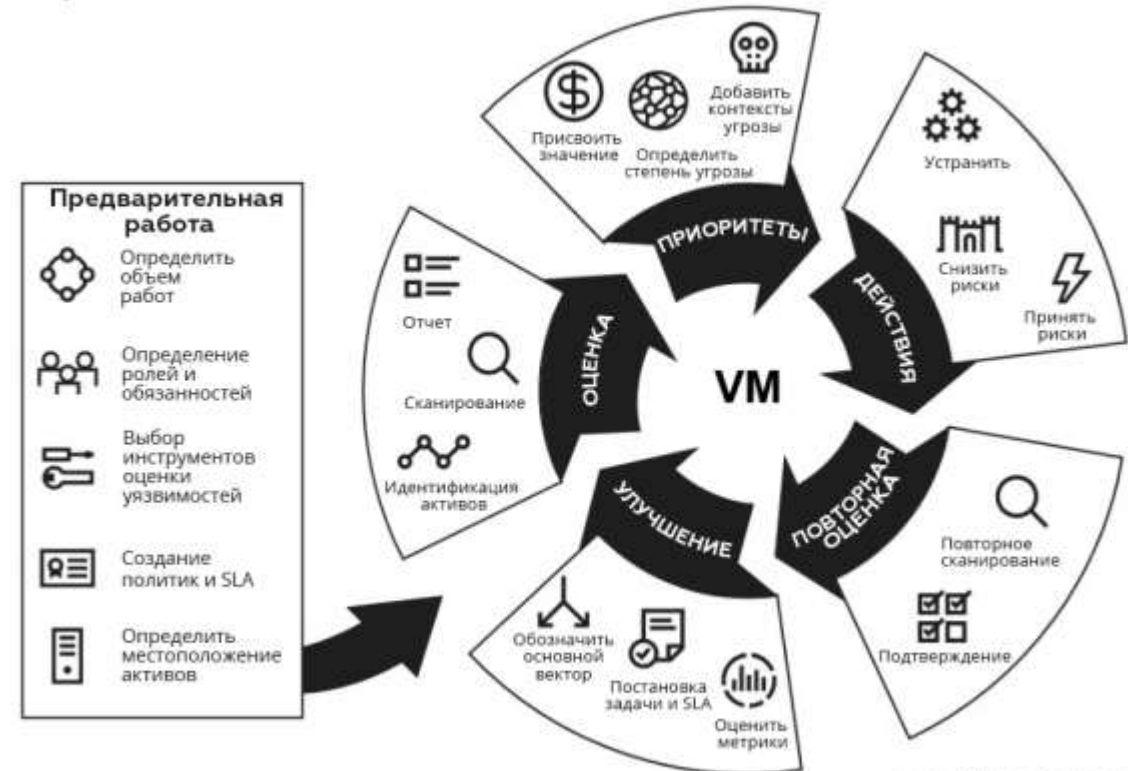 Предварительная
работа
Определить
объем
работ
Определение
ролей и
обязанностей
Выбор
инструментов
оценки
уязвимостей
Создание
политик и SLA
Определить
местоположение
активов
ОЦЕНКА
Отчет
Сканирование
Идентификация
активов
ПРИОРИТЕТЫ
Присвоить
значение
Определить
степень угрозы
Добавить
контексты
угрозы
ДЕЙСТВИЯ
Устранить
Снизить
риски
Принять
риски
ПОВТОРНАЯ
ОЦЕНКА
Повторное
сканирование
Подтверждение
УЛУЧШЕНИЕ
Обозначить
основной
вектор
Постановка
задачи и SLA
Оценить
метрики
VM